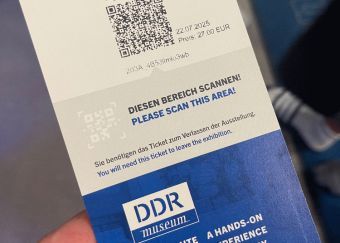 22.07.2025
Preis: 27,00 EUR
DIESEN BEREICH SCANNEN!
PLEASE SCAN THIS AREA!
Sie benötigen das Ticket zum Verlassen der Ausstellung.
You will need this ticket to leave the exhibition.
DDR
museum
A HANDS-ON